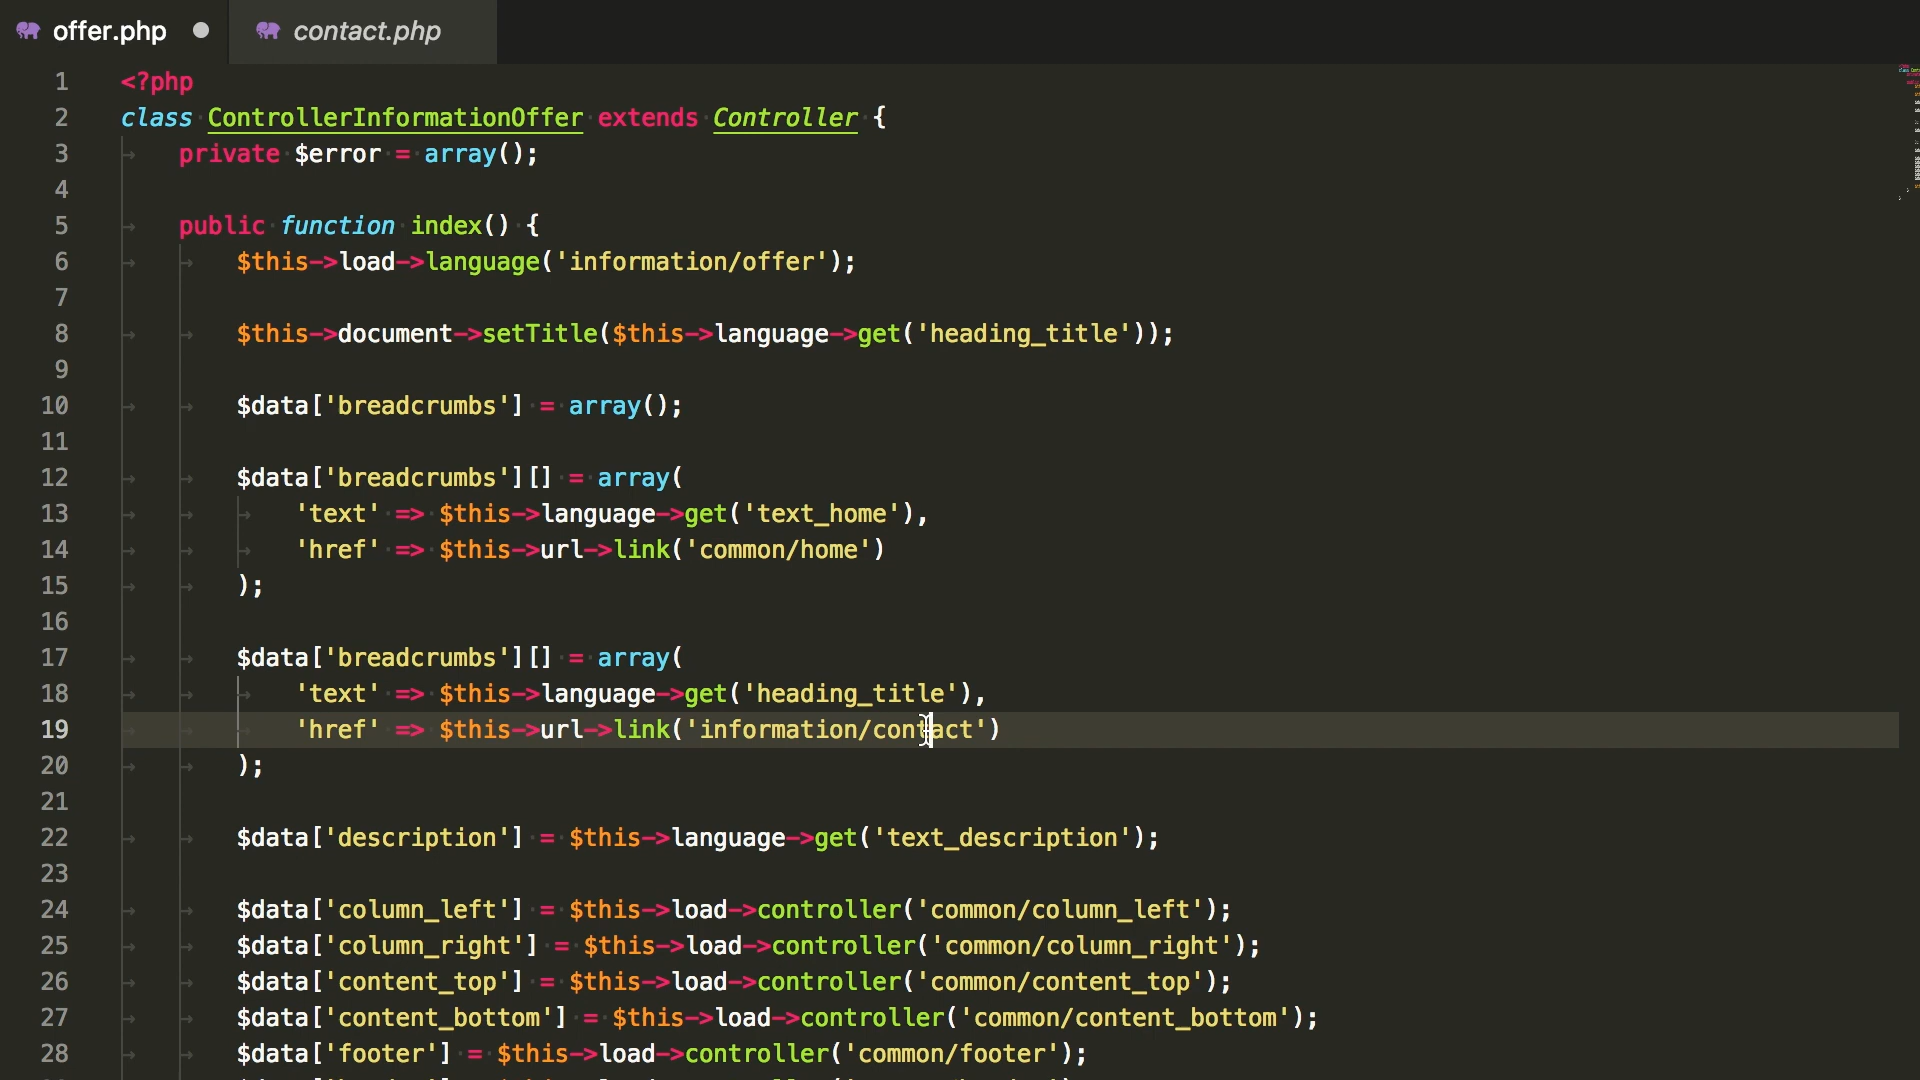 offer.php
contact.php
1 <?php
2 class ControllerInformationOffer extends Controller {
3 private $error = array();
4
5 public function index() {
6 $this->load->language('information/offer');
7
8 $this->document->setTitle($this->language->get('heading_title'));
9
10 $data['breadcrumbs'] = array();
11
12 $data['breadcrumbs'][] = array(
13 'text' => $this->language->get('text_home'),
14 'href' => $this->url->link('common/home')
15 );
16
17 $data['breadcrumbs'][] = array(
18 'text' => $this->language->get('heading_title'),
19 'href' => $this->url->link('information/contact')
20 );
21
22 $data['description'] = $this->language->get('text_description');
23
24 $data['column_left'] = $this->load->controller('common/column_left');
25 $data['column_right'] = $this->load->controller('common/column_right');
26 $data['content_top'] = $this->load->controller('common/content_top');
27 $data['content_bottom'] = $this->load->controller('common/content_bottom');
28 $data['footer'] = $this->load->controller('common/footer');